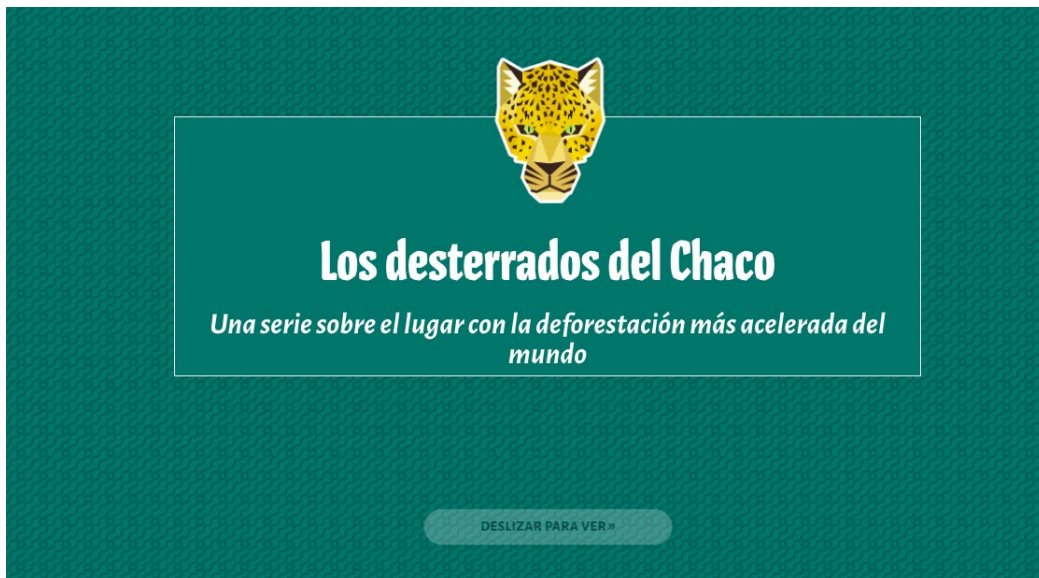 Los desterrados del Chaco
Una serie sobre el lugar con la deforestación más acelerada del
mundo
DESLIZAR PARA VER »